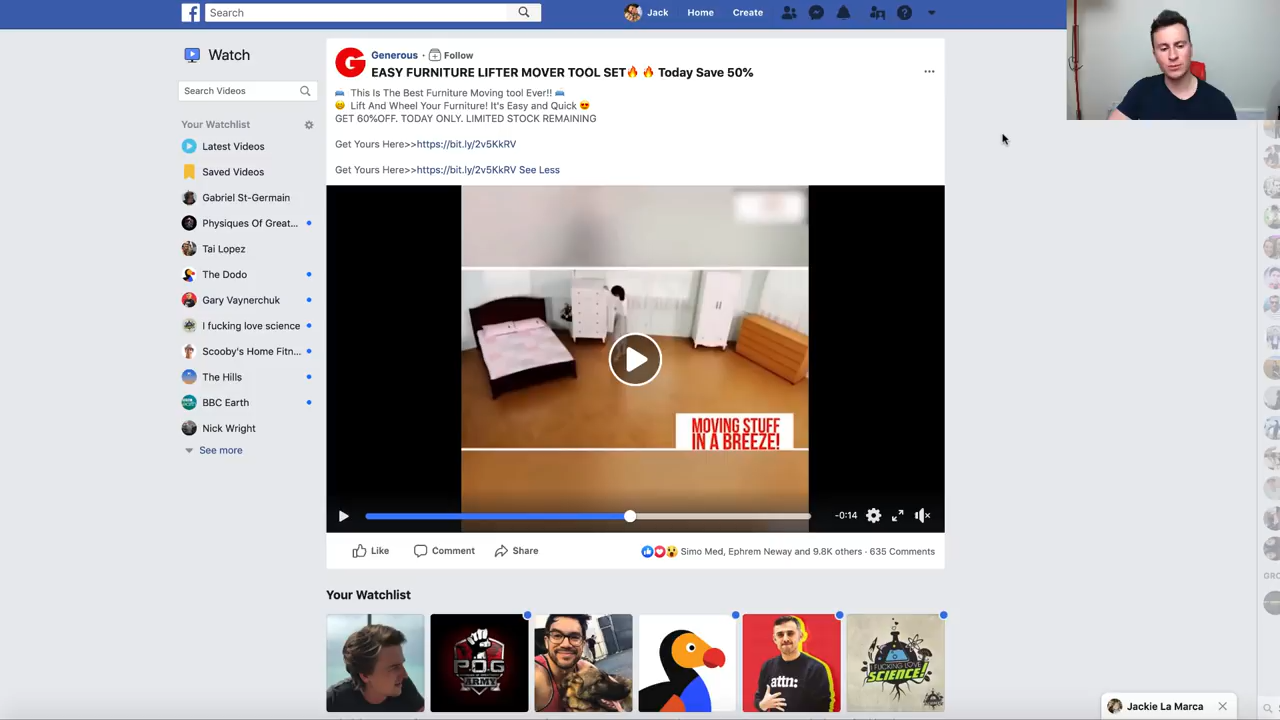 Search
Jack
Home
Create
Watch
Search Videos
Your Watchlist
Latest Videos
Saved Videos
Gabriel St-Germain
Physiques Of Great...
Tai Lopez
The Dodo
Gary Vaynerchuk
I fucking love science
Scooby's Home Fitn...
The Hills
BBC Earth
Nick Wright
See more
Generous · Follow
EASY FURNITURE LIFTER MOVER TOOL SET🔥 🔥 Today Save 50%
This Is The Best Furniture Moving tool Ever!!
Lift And Wheel Your Furniture! It's Easy and Quick 😍
GET 60%OFF. TODAY ONLY. LIMITED STOCK REMAINING
Get Yours Here>>https://bit.ly/2v5KkRV
Get Yours Here>>https://bit.ly/2v5KkRV See Less
MOVING STUFF
IN A BREEZE!
-0:14
Like
Comment
Share
Simo Med, Ephrem Neway and 9.8K others · 635 Comments
Your Watchlist
P.O.G
ARMY
attn:
I FUCKING LOVE
SCIENCE!
GRO
Jackie La Marca